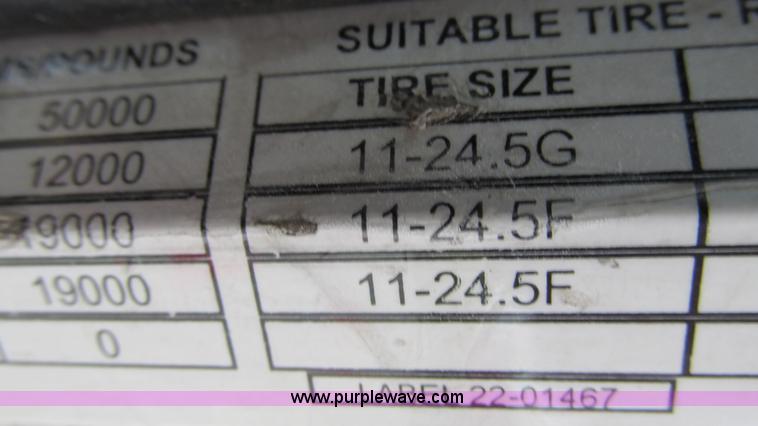 POUNDS SUITABLE TIRE - R
50000 TIRE SIZE
12000 11-24.5G
19000 11-24.5F
19000 11-24.5F
0
LABEL 22-01467
www.purplewave.com